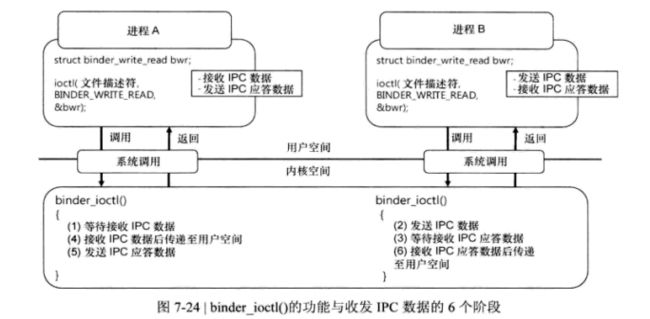 进程A
struct binder_write_read bwr;
ioctl( 文件描述符,
BINDER_WRITE_READ,
&bwr);
- 接收 IPC 数据
- 发送 IPC 应答数据
调用
返回
系统调用
进程 B
struct binder_write_read bwr;
ioctl( 文件描述符,
BINDER_WRITE_READ,
&bwr);
- 发送 IPC 数据
- 接收 IPC 应答数据
调用
返回
系统调用
用户空间
内核空间
binder_ioctl()
{
(1) 等待接收 IPC 数据
(4) 接收 IPC 数据后传递至用户空间
(5) 发送 IPC 应答数据
}
binder_ioctl()
{
(2) 发送 IPC 数据
(3) 等待接收 IPC 应答数据
(6) 接收 IPC 应答数据后传递
至用户空间
}
图 7-24 | binder_ioctl()的功能与收发 IPC 数据的 6 个阶段